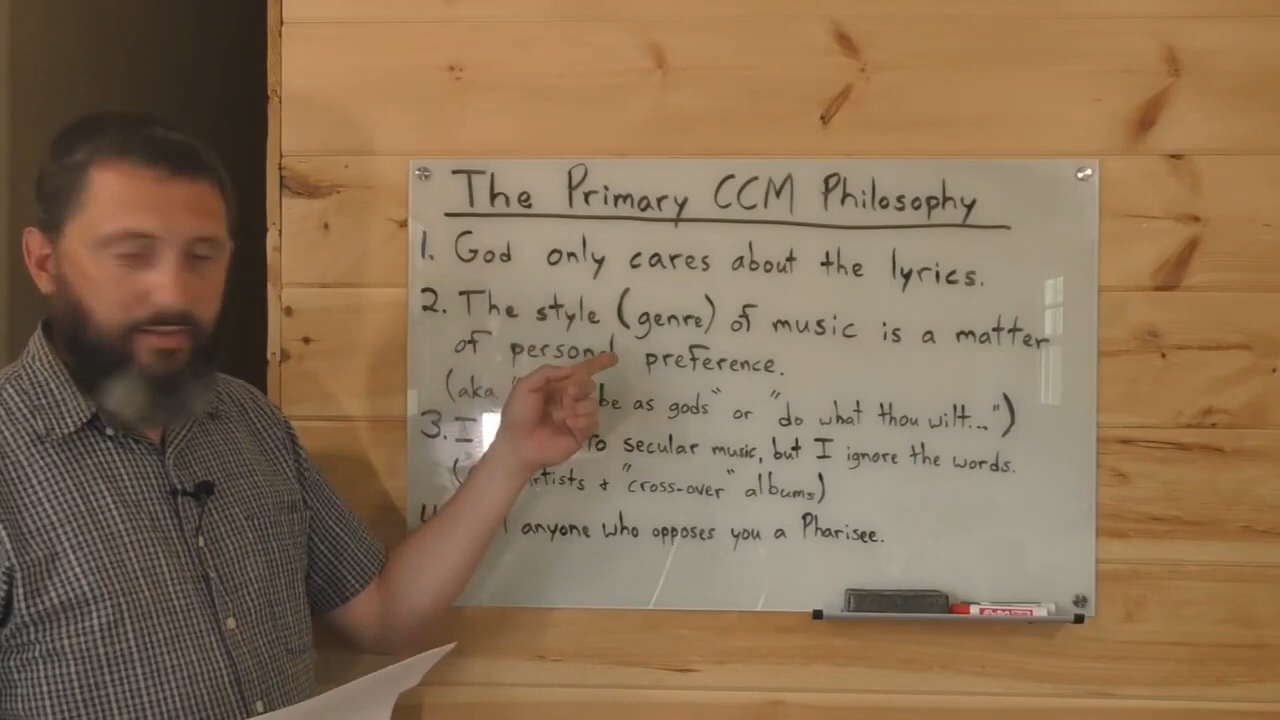 The Primary CCM Philosophy
1. God only cares about the lyrics.
2. The style (genre) of music is a matter
of personal preference.
(aka be as gods" or "do what thou wilt...")
3. I to secular music, but I ignore the words.
artists + "cross-over" albums)
4. anyone who opposes you a Pharisee.